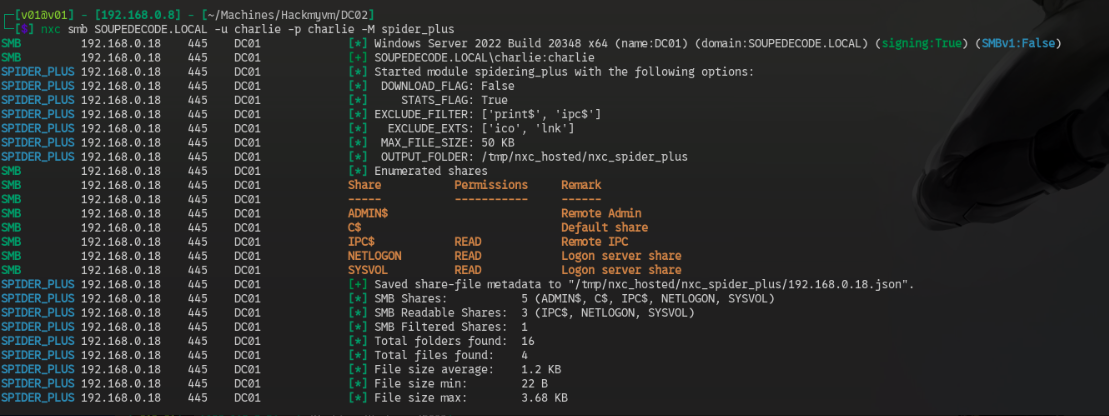 [v01@v01] - [192.168.0.8] - [~/Machines/Hackmyvm/DC02]
[$] nxc smb SOUPEDECODE.LOCAL -u charlie -p charlie -M spider_plus
SMB 192.168.0.18 445 DC01 [*] Windows Server 2022 Build 20348 x64 (name:DC01) (domain:SOUPEDECODE.LOCAL) (signing:True) (SMBv1:False)
SMB 192.168.0.18 445 DC01 [+] SOUPEDECODE.LOCAL\charlie:charlie
SPIDER_PLUS 192.168.0.18 445 DC01 [*] Started module spidering_plus with the following options:
SPIDER_PLUS 192.168.0.18 445 DC01 [*] DOWNLOAD_FLAG: False
SPIDER_PLUS 192.168.0.18 445 DC01 [*] STATS_FLAG: True
SPIDER_PLUS 192.168.0.18 445 DC01 [*] EXCLUDE_FILTER: ['print$', 'ipc$']
SPIDER_PLUS 192.168.0.18 445 DC01 [*] EXCLUDE_EXTS: ['ico', 'lnk']
SPIDER_PLUS 192.168.0.18 445 DC01 [*] MAX_FILE_SIZE: 50 KB
SPIDER_PLUS 192.168.0.18 445 DC01 [*] OUTPUT_FOLDER: /tmp/nxc_hosted/nxc_spider_plus
SMB 192.168.0.18 445 DC01 [*] Enumerated shares
SMB 192.168.0.18 445 DC01 Share Permissions Remark
SMB 192.168.0.18 445 DC01 ----- ----------- ------
SMB 192.168.0.18 445 DC01 ADMIN$ Remote Admin
SMB 192.168.0.18 445 DC01 C$ Default share
SMB 192.168.0.18 445 DC01 IPC$ READ Remote IPC
SMB 192.168.0.18 445 DC01 NETLOGON READ Logon server share
SMB 192.168.0.18 445 DC01 SYSVOL READ Logon server share
SPIDER_PLUS 192.168.0.18 445 DC01 [+] Saved share-file metadata to "/tmp/nxc_hosted/nxc_spider_plus/192.168.0.18.json".
SPIDER_PLUS 192.168.0.18 445 DC01 [*] SMB Shares: 5 (ADMIN$, C$, IPC$, NETLOGON, SYSVOL)
SPIDER_PLUS 192.168.0.18 445 DC01 [*] SMB Readable Shares: 3 (IPC$, NETLOGON, SYSVOL)
SPIDER_PLUS 192.168.0.18 445 DC01 [*] SMB Filtered Shares: 1
SPIDER_PLUS 192.168.0.18 445 DC01 [*] Total folders found: 16
SPIDER_PLUS 192.168.0.18 445 DC01 [*] Total files found: 4
SPIDER_PLUS 192.168.0.18 445 DC01 [*] File size average: 1.2 KB
SPIDER_PLUS 192.168.0.18 445 DC01 [*] File size min: 22 B
SPIDER_PLUS 192.168.0.18 445 DC01 [*] File size max: 3.68 KB